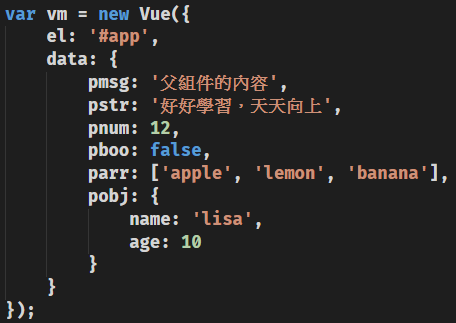 var vm = new Vue({
    el: '#app',
    data: {
        pmsg: '父組件的內容',
        pstr: '好好學習，天天向上',
        pnum: 12,
        pboo: false,
        parr: ['apple', 'lemon', 'banana'],
        pobj: {
            name: 'lisa',
            age: 10
        }
    }
});